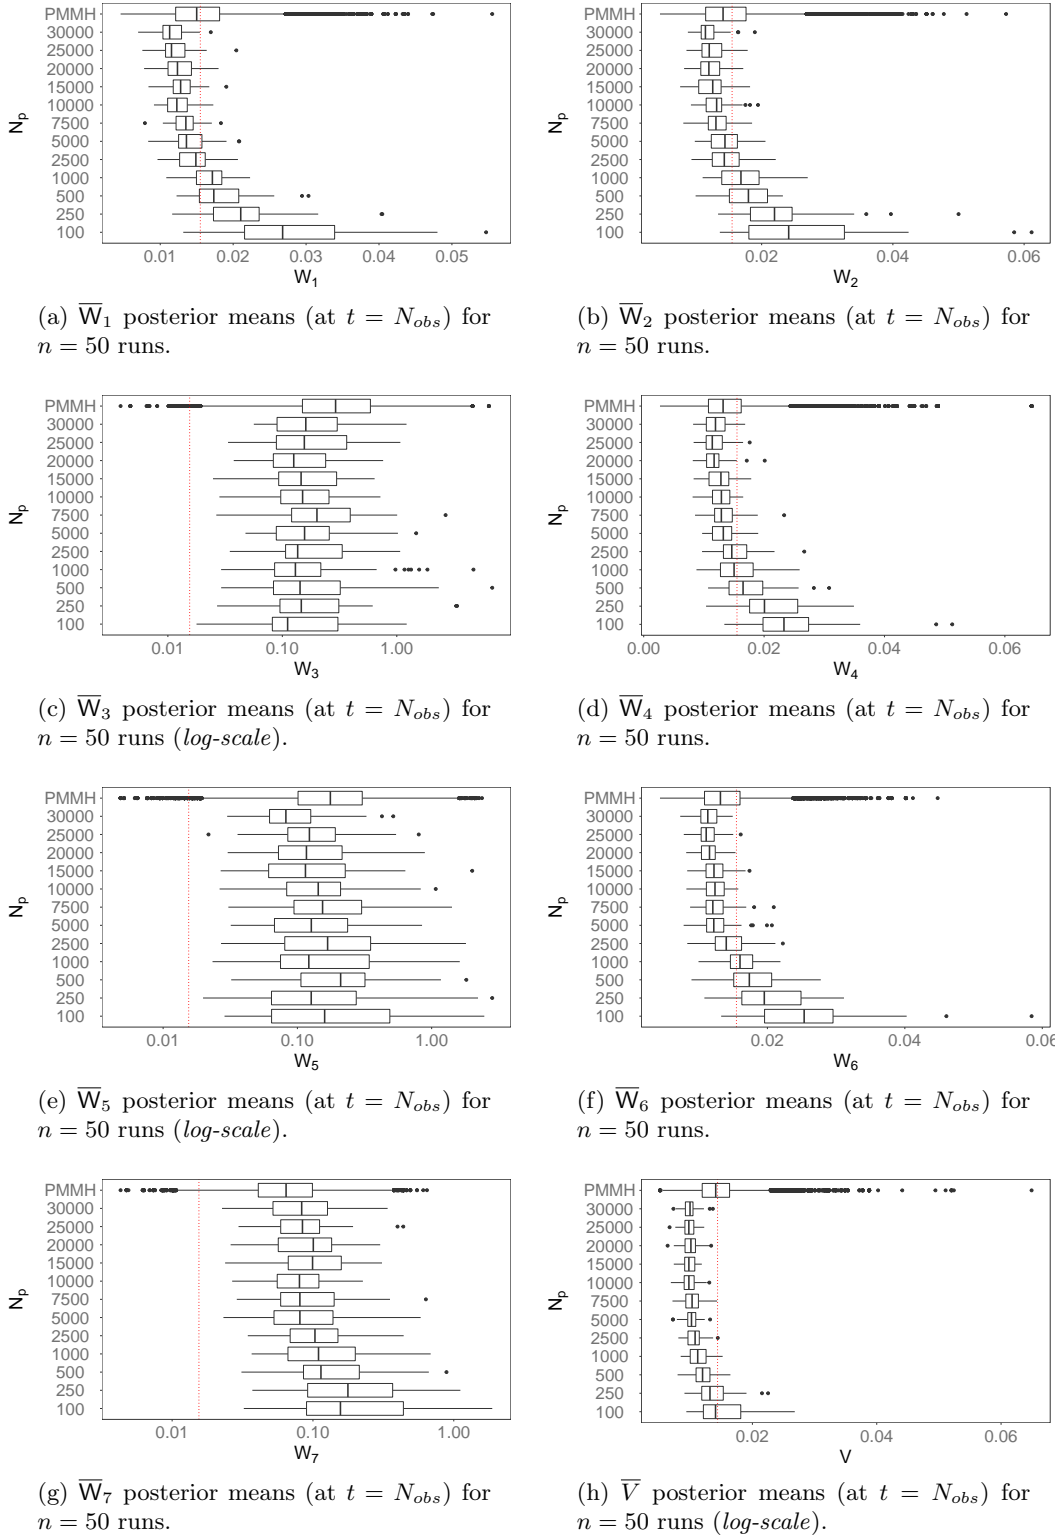 PMMH
30000
25000
20000
15000
10000
7500
5000
2500
1000
500
250
100
Np
0.01 0.02 0.03 0.04 0.05
W1
(a) W̅1 posterior means (at t = Nobs) for
n = 50 runs.
PMMH
30000
25000
20000
15000
10000
7500
5000
2500
1000
500
250
100
Np
0.02 0.04 0.06
W2
(b) W̅2 posterior means (at t = Nobs) for
n = 50 runs.
PMMH
30000
25000
20000
15000
10000
7500
5000
2500
1000
500
250
100
Np
0.01 0.10 1.00
W3
(c) W̅3 posterior means (at t = Nobs) for
n = 50 runs (log-scale).
PMMH
30000
25000
20000
15000
10000
7500
5000
2500
1000
500
250
100
Np
0.00 0.02 0.04 0.06
W4
(d) W̅4 posterior means (at t = Nobs) for
n = 50 runs.
PMMH
30000
25000
20000
15000
10000
7500
5000
2500
1000
500
250
100
Np
0.01 0.10 1.00
W5
(e) W̅5 posterior means (at t = Nobs) for
n = 50 runs (log-scale).
PMMH
30000
25000
20000
15000
10000
7500
5000
2500
1000
500
250
100
Np
0.02 0.04 0.06
W6
(f) W̅6 posterior means (at t = Nobs) for
n = 50 runs.
PMMH
30000
25000
20000
15000
10000
7500
5000
2500
1000
500
250
100
Np
0.01 0.10 1.00
W7
(g) W̅7 posterior means (at t = Nobs) for
n = 50 runs.
PMMH
30000
25000
20000
15000
10000
7500
5000
2500
1000
500
250
100
Np
0.02 0.04 0.06
V
(h) V̅ posterior means (at t = Nobs) for
n = 50 runs (log-scale).